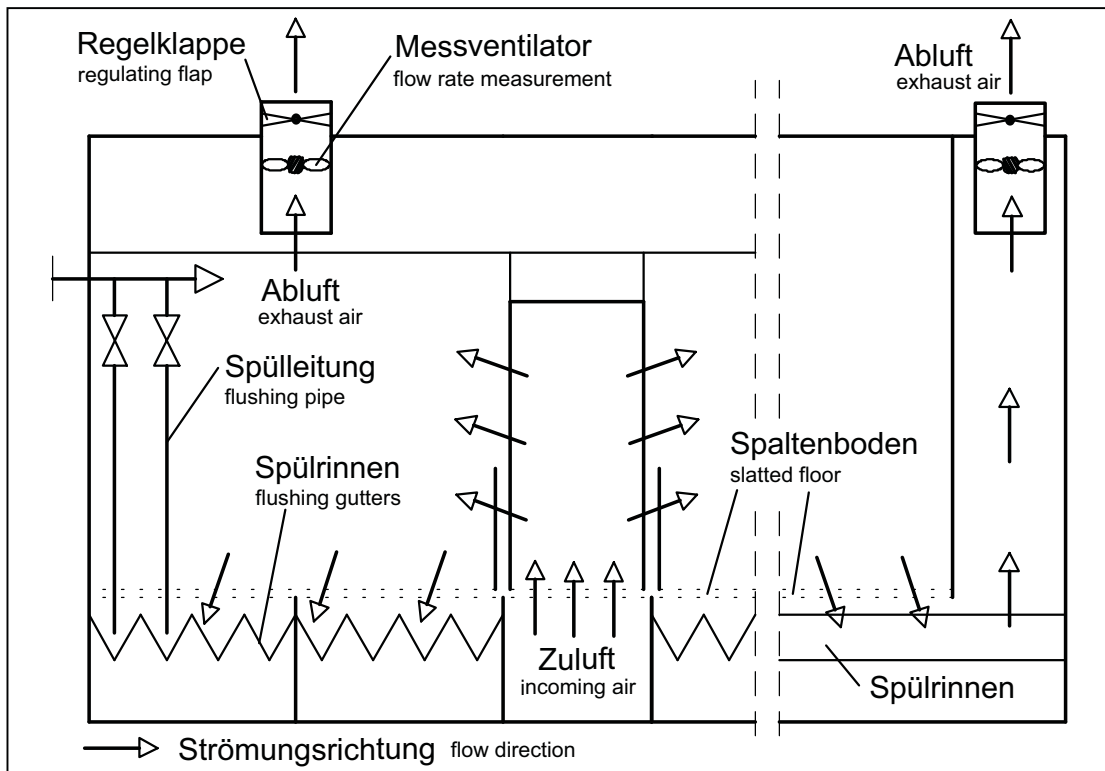 Regelklappe
regulating flap
Messventilator
flow rate measurement
Abluft
exhaust air
Abluft
exhaust air
Spülleitung
flushing pipe
Spülrinnen
flushing gutters
Spaltenboden
slatted floor
Zuluft
incoming air
Spülrinnen
Strömungsrichtung flow direction